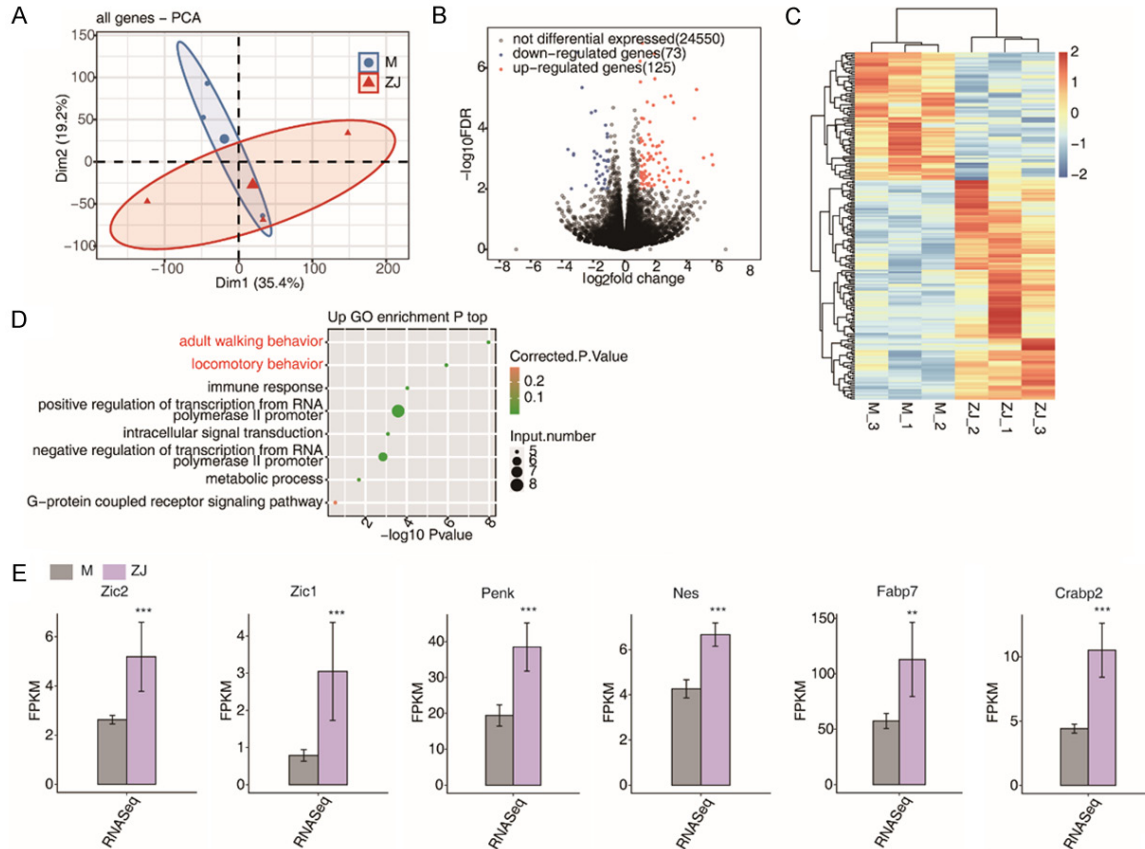 A
all genes − PCA
150
100
50
0
−50
−100
Dim2 (19.2%)
M
ZJ
−100
0
100
200
Dim1 (35.4%)
B
not differential expressed(24550)
down−regulated genes(73)
up−regulated genes(125)
6
4
2
0
−log10FDR
−8
−6
−4
−2
0
2
4
6
8
log2fold change
C
2
1
0
−1
−2
M_3
M_1
M_2
ZJ_2
ZJ_1
ZJ_3
D
Up GO enrichment P top
adult walking behavior
locomotory behavior
immune response
positive regulation of transcription from RNA
polymerase II promoter
intracellular signal transduction
negative regulation of transcription from RNA
polymerase II promoter
metabolic process
G−protein coupled receptor signaling pathway
2
4
6
8
−log10 Pvalue
Corrected.P.Value
0.2
0.1
Input.number
5
6
7
8
E
M
ZJ
Zic2
***
6
4
2
0
FPKM
RNASeq
Zic1
***
4
3
2
1
0
FPKM
RNASeq
Penk
***
40
30
20
10
0
FPKM
RNASeq
Nes
***
6
4
2
0
FPKM
RNASeq
Fabp7
**
150
100
50
0
FPKM
RNASeq
Crabp2
***
10
5
0
FPKM
RNASeq